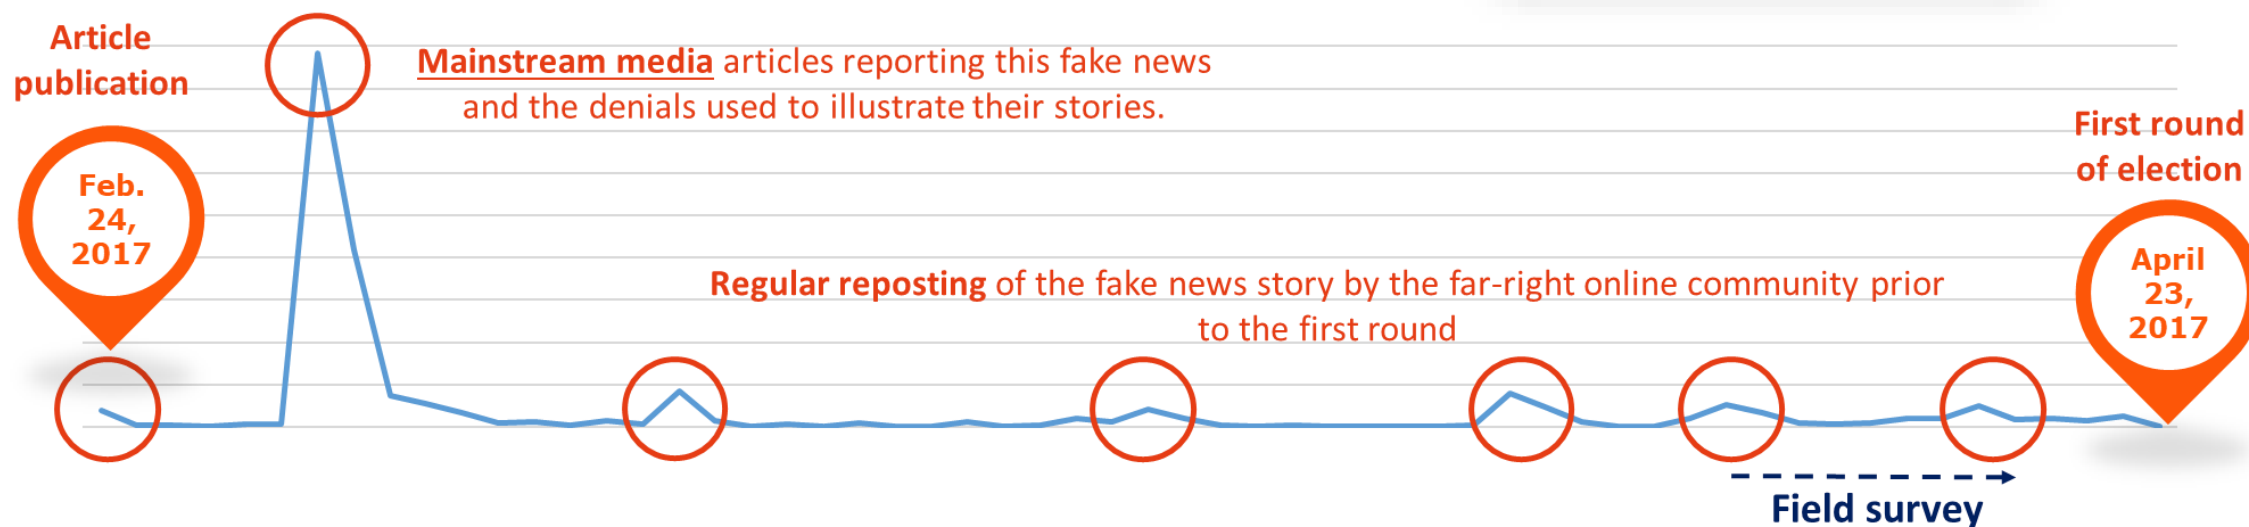 Article
publication
Mainstream media articles reporting this fake news
and the denials used to illustrate their stories.
Feb.
24,
2017
First round
of election
April
23,
2017
Regular reposting of the fake news story by the far-right online community prior
to the first round
Field survey